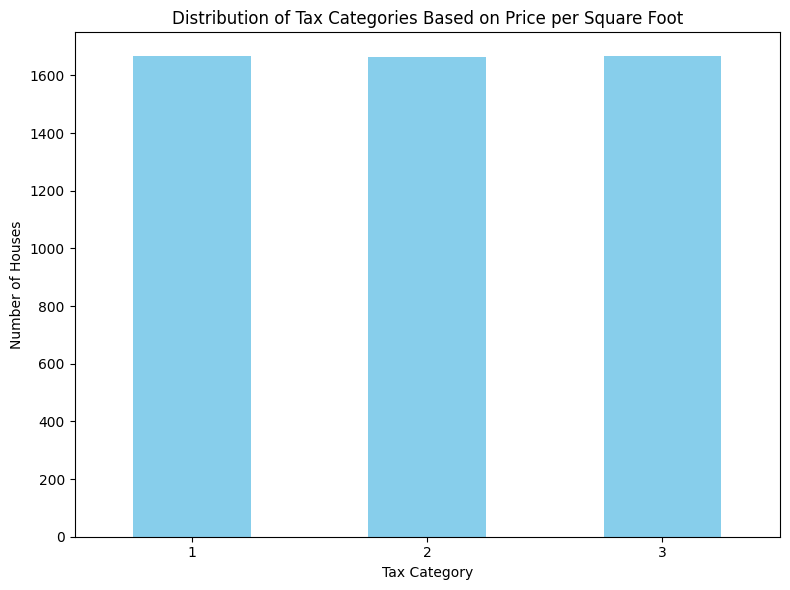 Distribution of Tax Categories Based on Price per Square Foot
Number of Houses
1600
1400
1200
1000
800
600
400
200
0
1 2 3
Tax Category